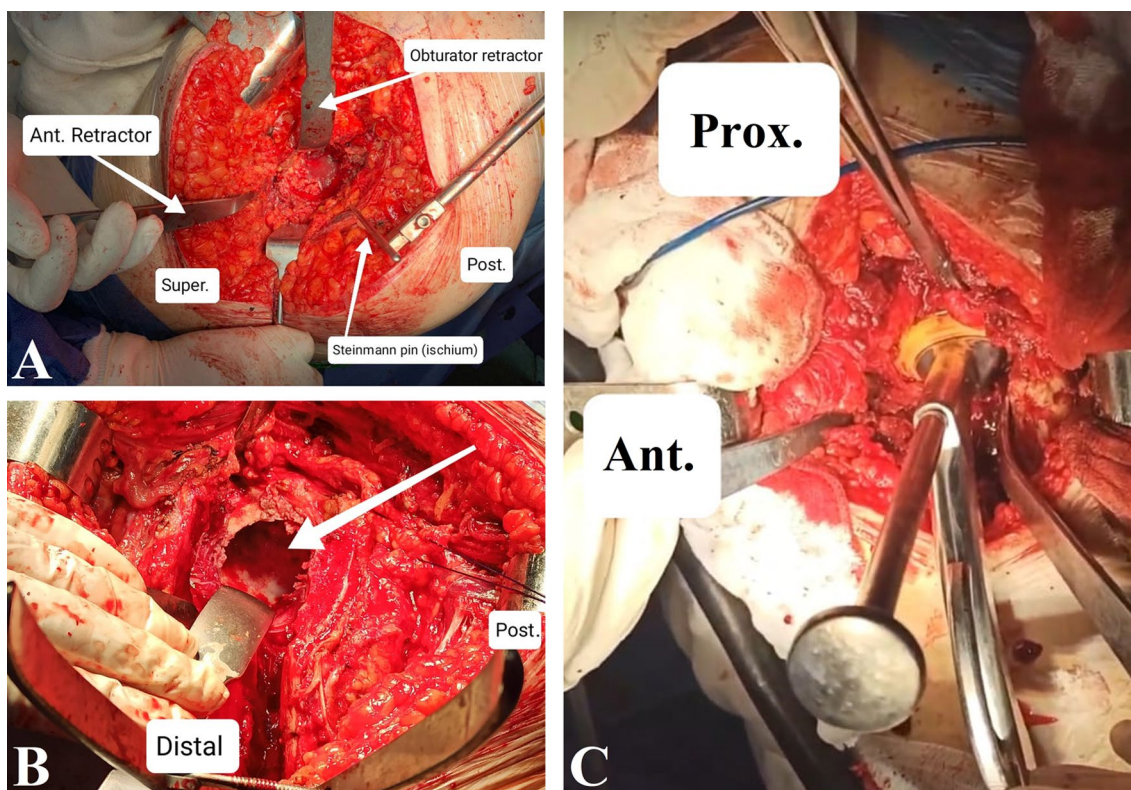 Obturator retractor
Ant. Retractor
Super.
Post.
Steinmann pin (ischium)
A
Post.
Distal
B
Prox.
Ant.
C